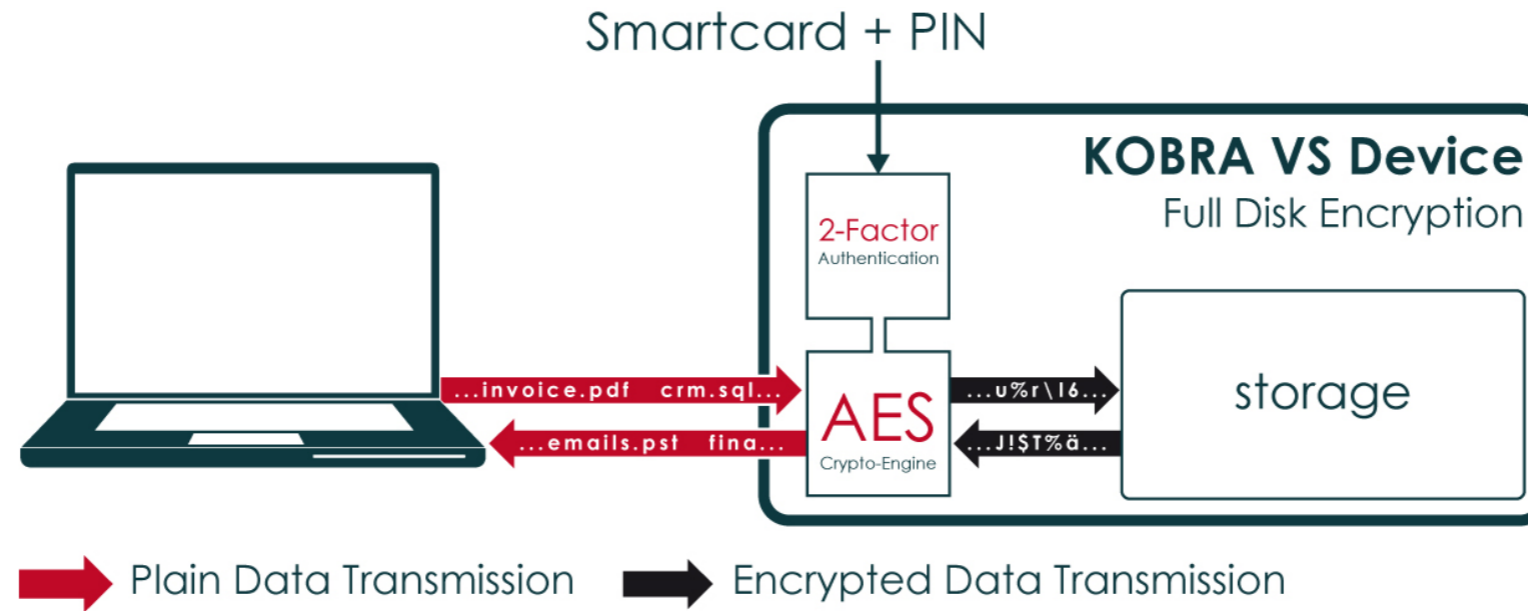 Smartcard + PIN
KOBRA VS Device
Full Disk Encryption
2-Factor
Authentication
...invoice.pdf crm.sql...
...u%r\I6...
storage
AES
...emails.pst fina...
...J!$T%ä...
Crypto-Engine
Plain Data Transmission
Encrypted Data Transmission